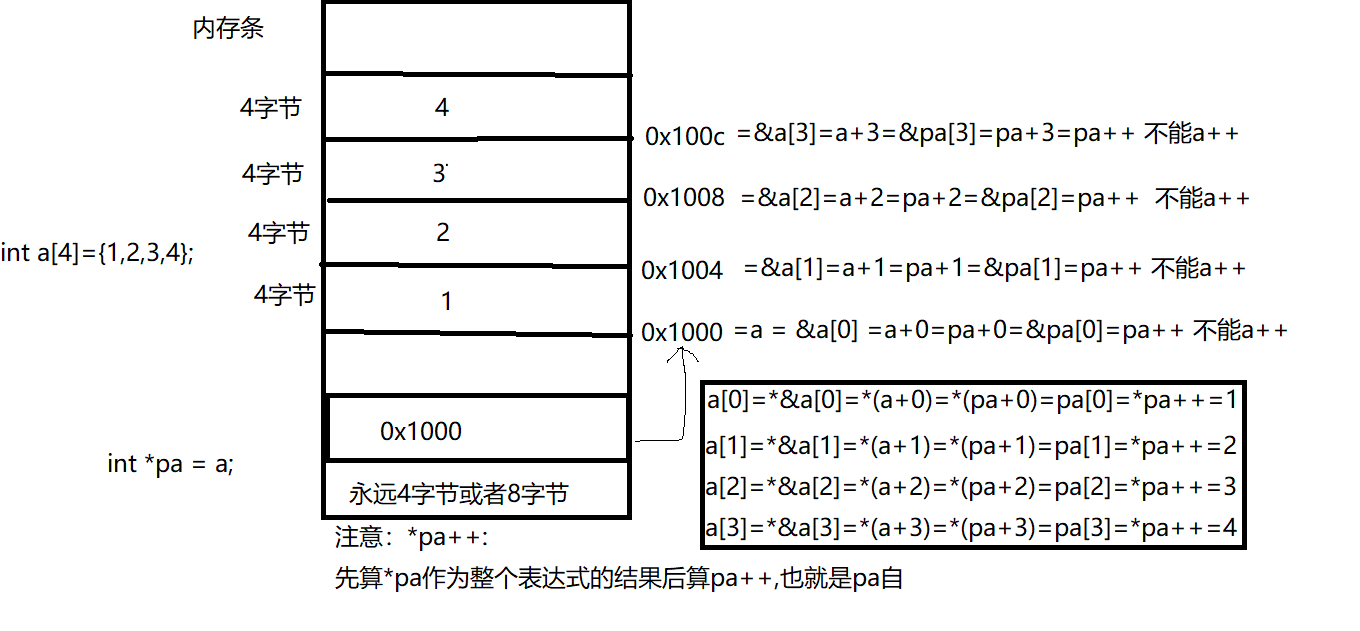 内存条
4字节
4
0x100c =&a[3]=a+3=&pa[3]=pa+3=pa++ 不能a++
4字节
3
0x1008 =&a[2]=a+2=pa+2=&pa[2]=pa++ 不能a++
4字节
2
int a[4]={1,2,3,4};
0x1004 =&a[1]=a+1=pa+1=&pa[1]=pa++ 不能a++
4字节
1
0x1000 =a = &a[0] =a+0=pa+0=&pa[0]=pa++ 不能a++
a[0]=*&a[0]=*(a+0)=*(pa+0)=pa[0]=*pa++=1
a[1]=*&a[1]=*(a+1)=*(pa+1)=pa[1]=*pa++=2
a[2]=*&a[2]=*(a+2)=*(pa+2)=pa[2]=*pa++=3
a[3]=*&a[3]=*(a+3)=*(pa+3)=pa[3]=*pa++=4
0x1000
int *pa = a;
永远4字节或者8字节
注意：*pa++:
先算*pa作为整个表达式的结果后算pa++,也就是pa自